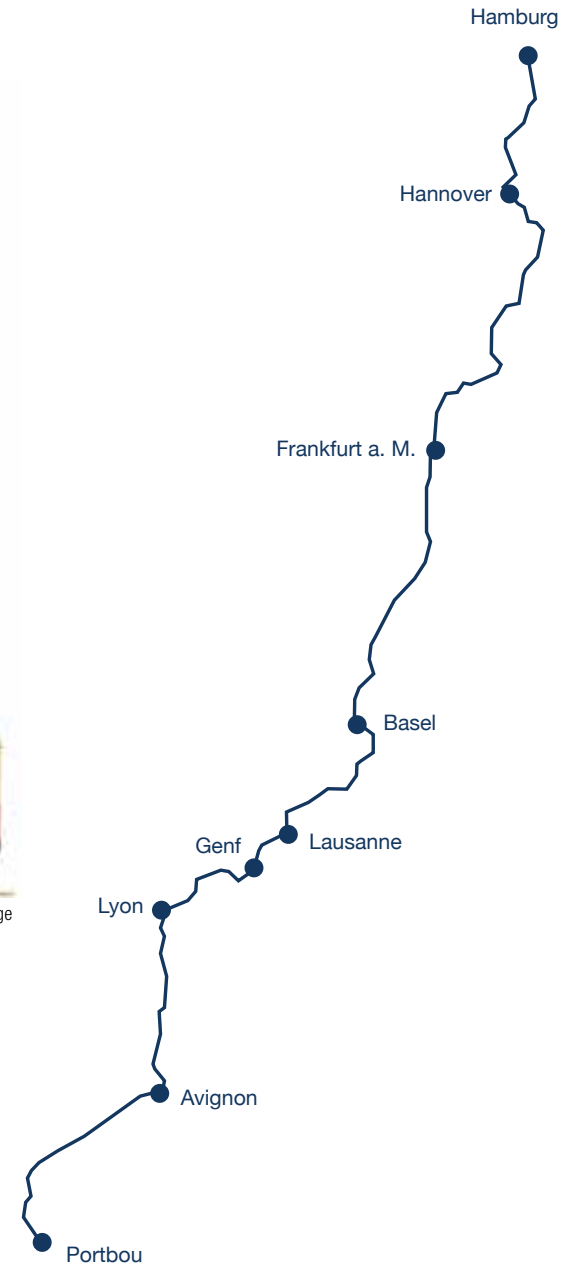 Hamburg
Hannover
Frankfurt a. M.
Basel
Lausanne
Genf
Lyon
Avignon
Portbou